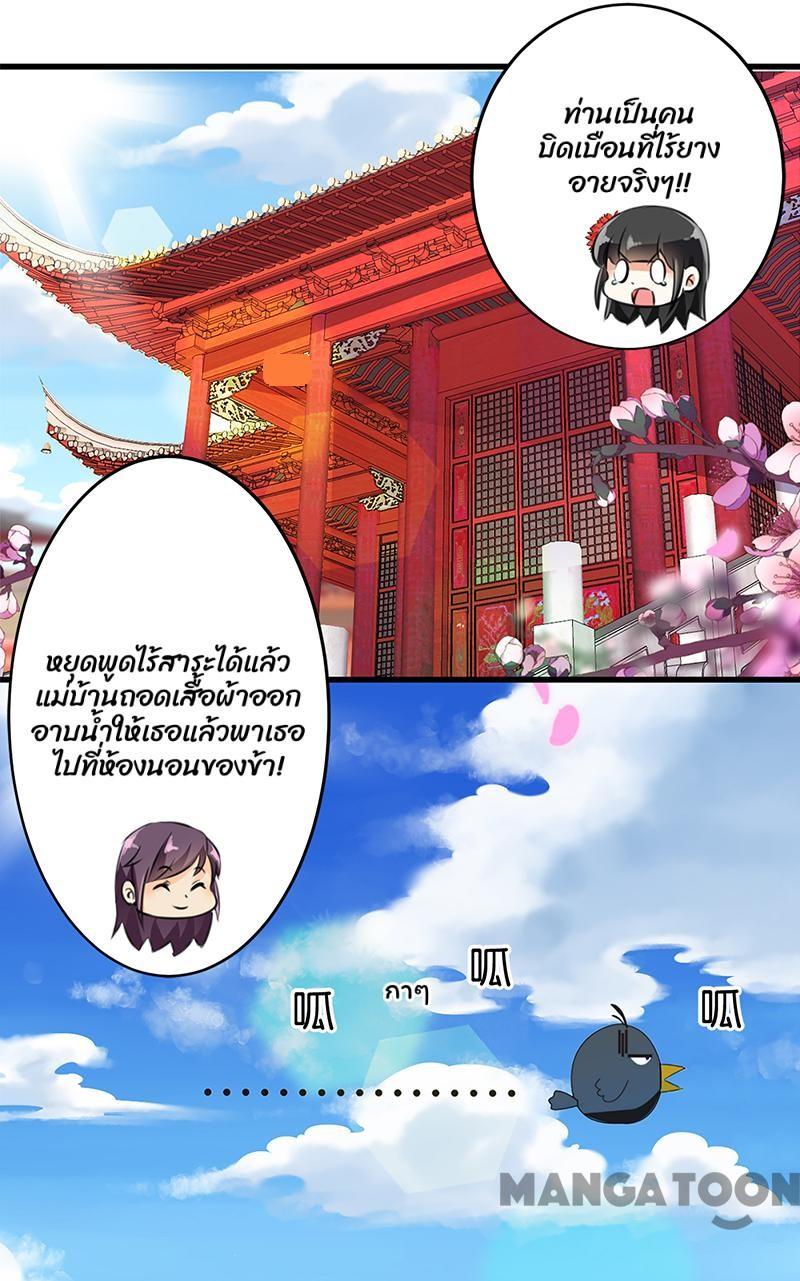 ท่านเป็นคน
บิดเบือนที่ไร้ยาง
อายจริงๆ!!
หยุดพูดไร้สาระได้แล้ว
แม่บ้านถอดเสื้อผ้าออก
อาบน้ำให้เธอแล้วพาเธอ
ไปที่ห้องนอนของข้า!
呱
กาๆ
呱
呱
MANGATOON